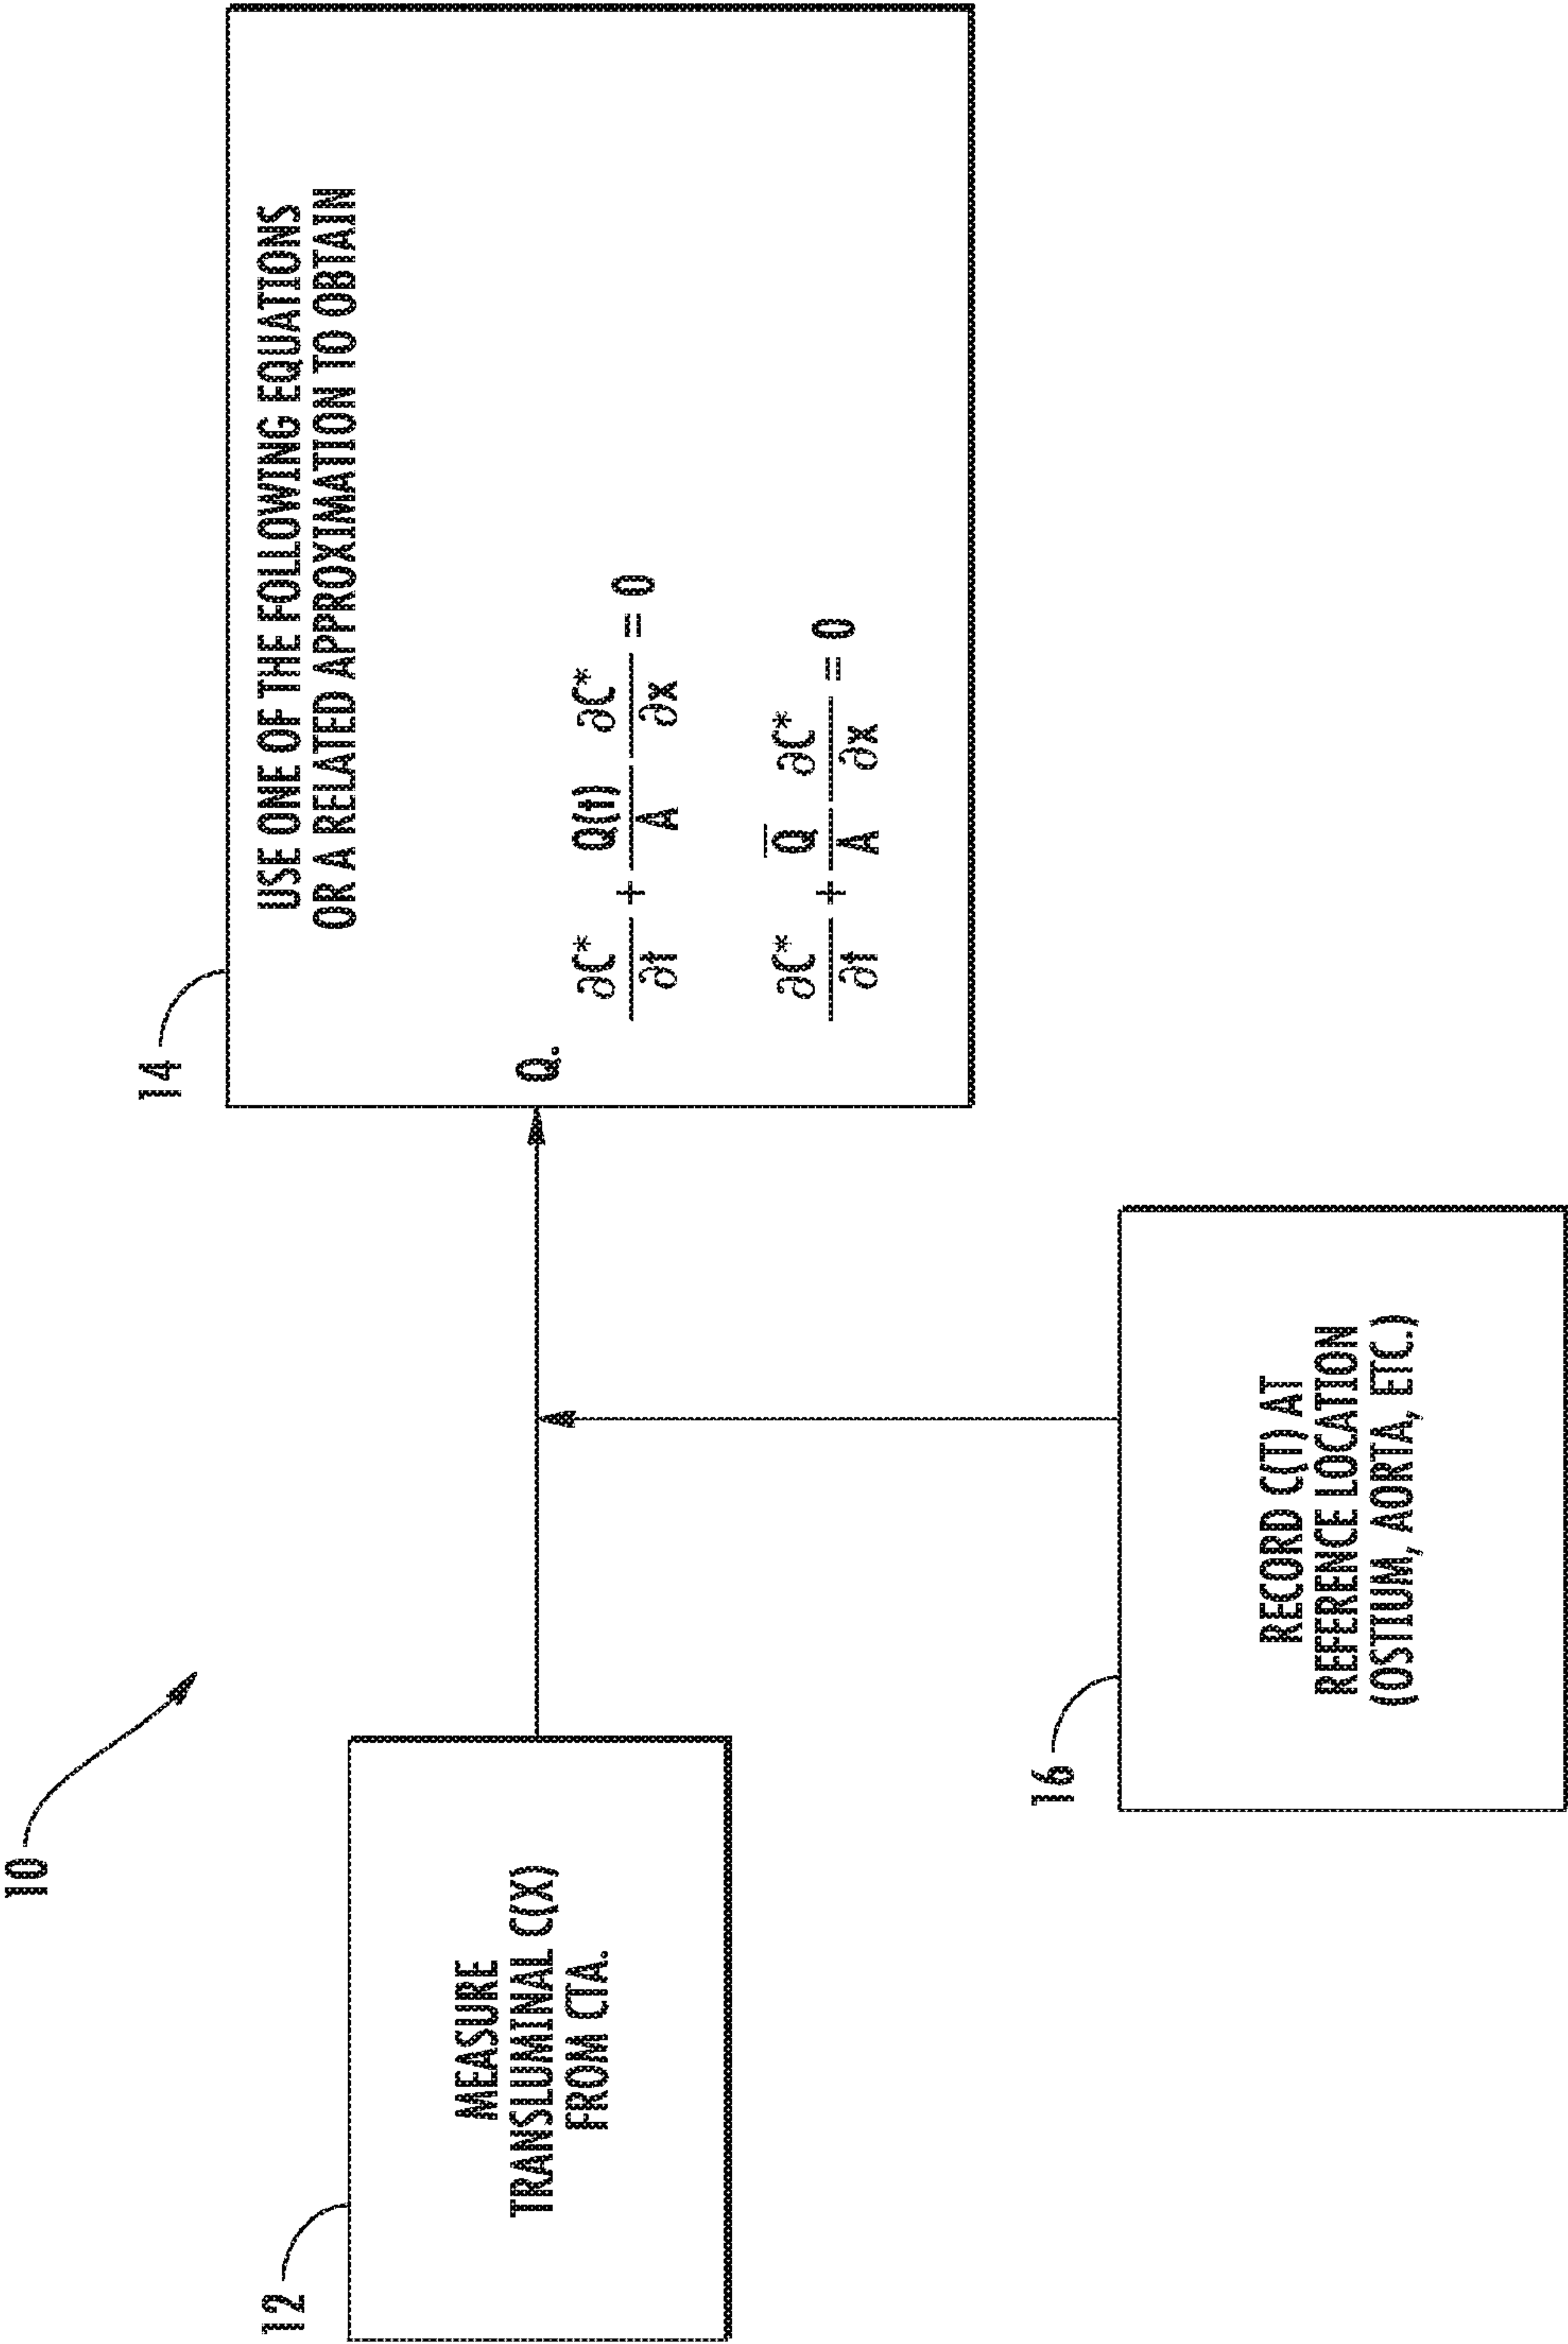 10
12
MEASURE
TRANSLUMINAL C(X)
FROM CTA.
14
USE ONE OF THE FOLLOWING EQUATIONS
OR A RELATED APPROXIMATION TO OBTAIN
Q.
∂C*/∂t + Q(t)/A ∂C*/∂x = 0
∂C*/∂t + Q̅/A ∂C*/∂x = 0
16
RECORD C(T) AT
REFERENCE LOCATION
(OSTIUM, AORTA, ETC.)